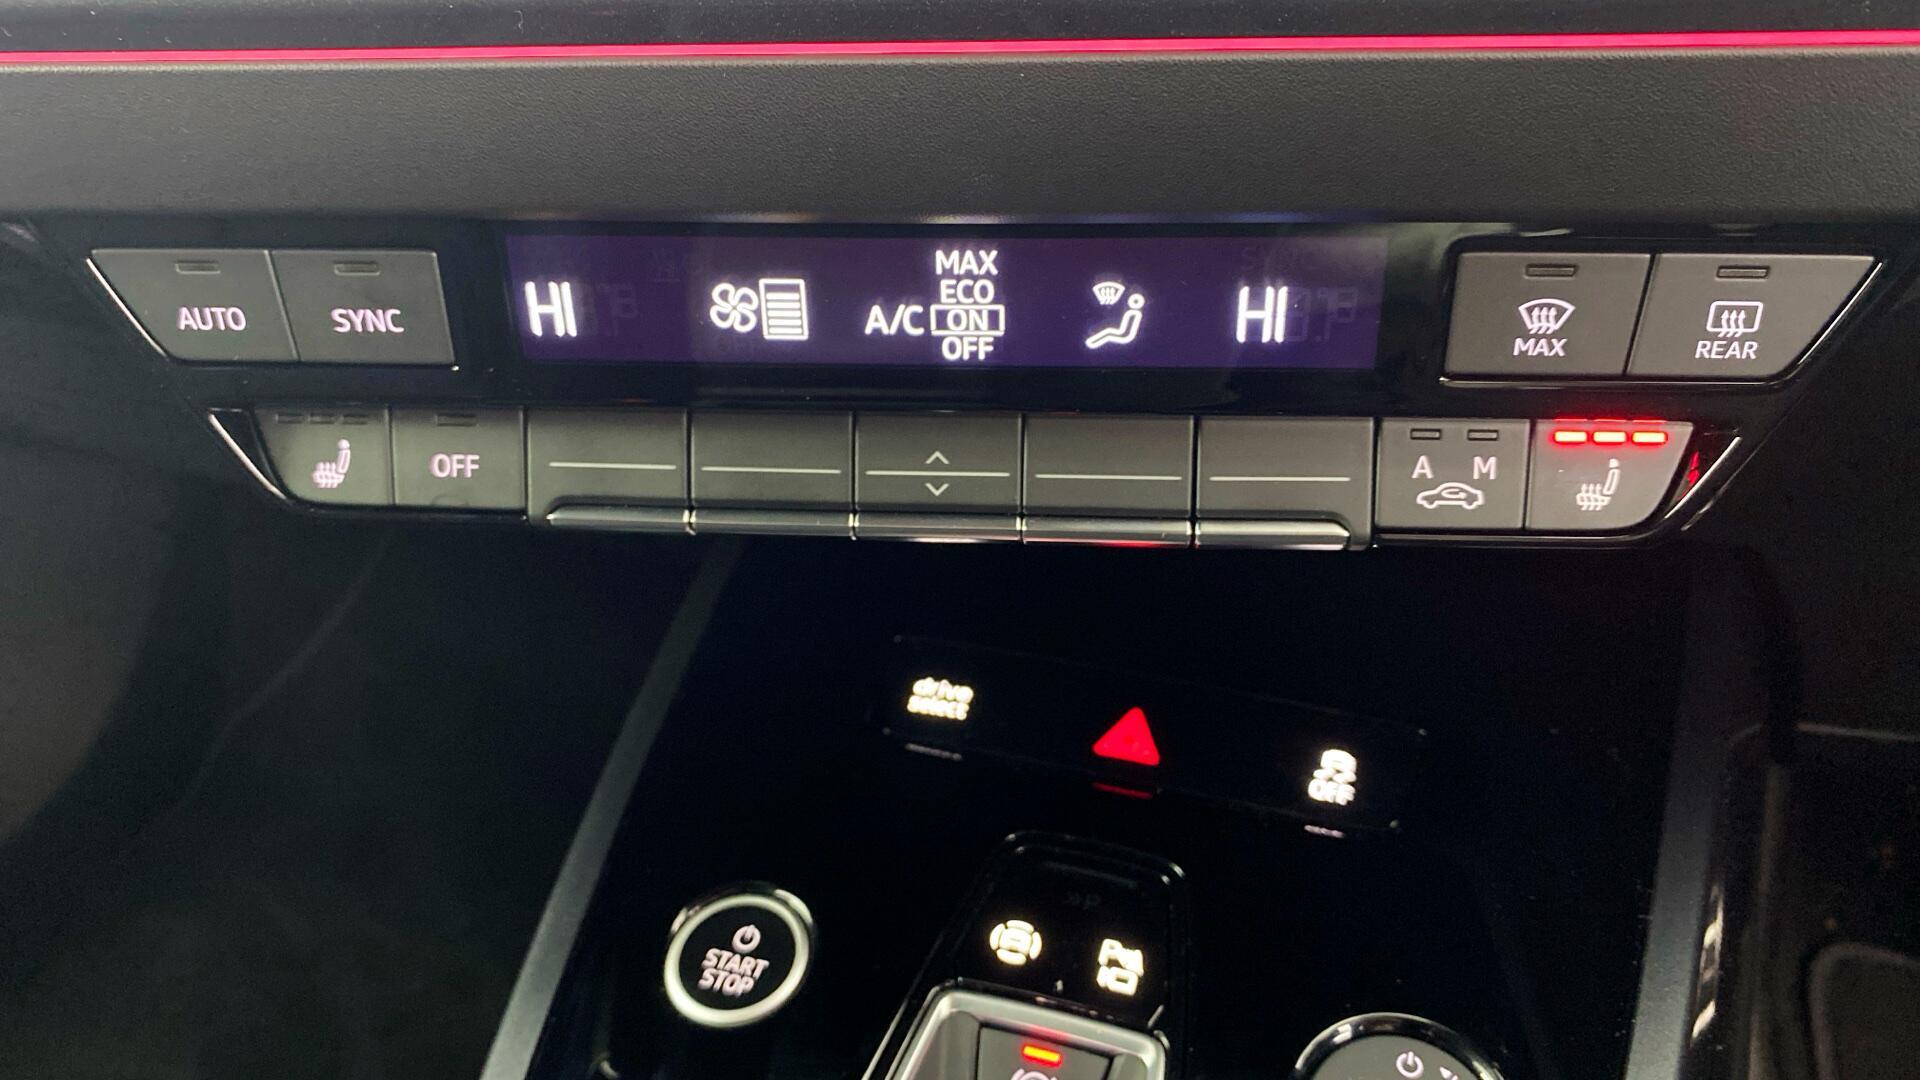 AUTO
SYNC
HI
A/C
MAX
ECO
ON
OFF
HI
MAX
REAR
OFF
A M
drive
select
OFF
START
STOP